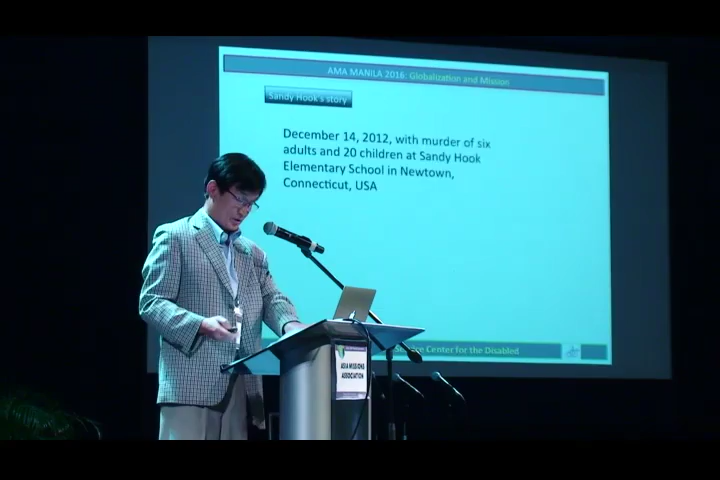 AMA MANILA 2016: Globalization and Mission
Sandy Hook's story
December 14, 2012, with murder of six
adults and 20 children at Sandy Hook
Elementary School in Newtown,
Connecticut, USA
Center for the Disabled
ASIA MISSIONS
ASSOCIATION